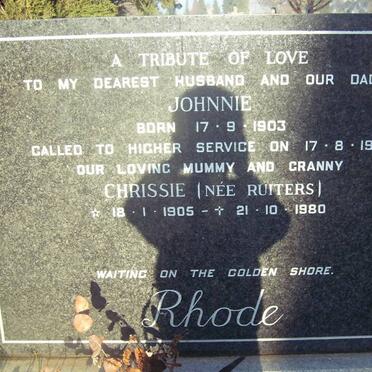 A TRIBUTE OF LOVE
TO MY DEAREST HUSBAND AND OUR
JOHNNIE
BORN 17·9·1903
CALLED TO HIGHER SERVICE ON 17·8·
OUR LOVING MUMMY AND GRANNY
CHRISSIE (NÉE RUITERS)
☆ 18·1·1905 – ✝ 21·10·1980
WAITING ON THE GOLDEN SHORE.
Rhode